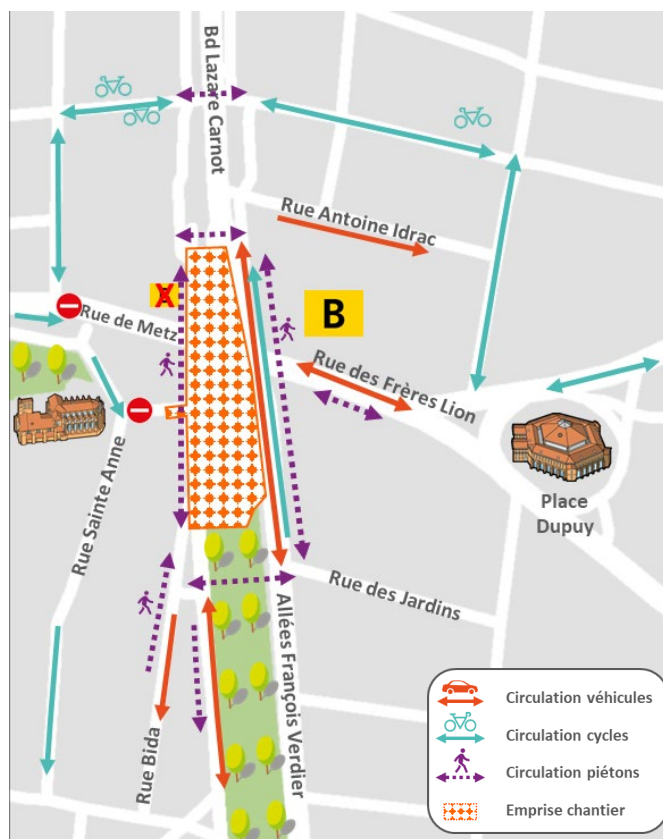 Bd Lazare Carnot
Rue Antoine Idrac
B
Rue de Metz
Rue des Frères Lion
Rue Sainte Anne
Place
Dupuy
Rue des Jardins
Allées François Verdier
Rue Bida
Circulation véhicules
Circulation cycles
Circulation piétons
Emprise chantier